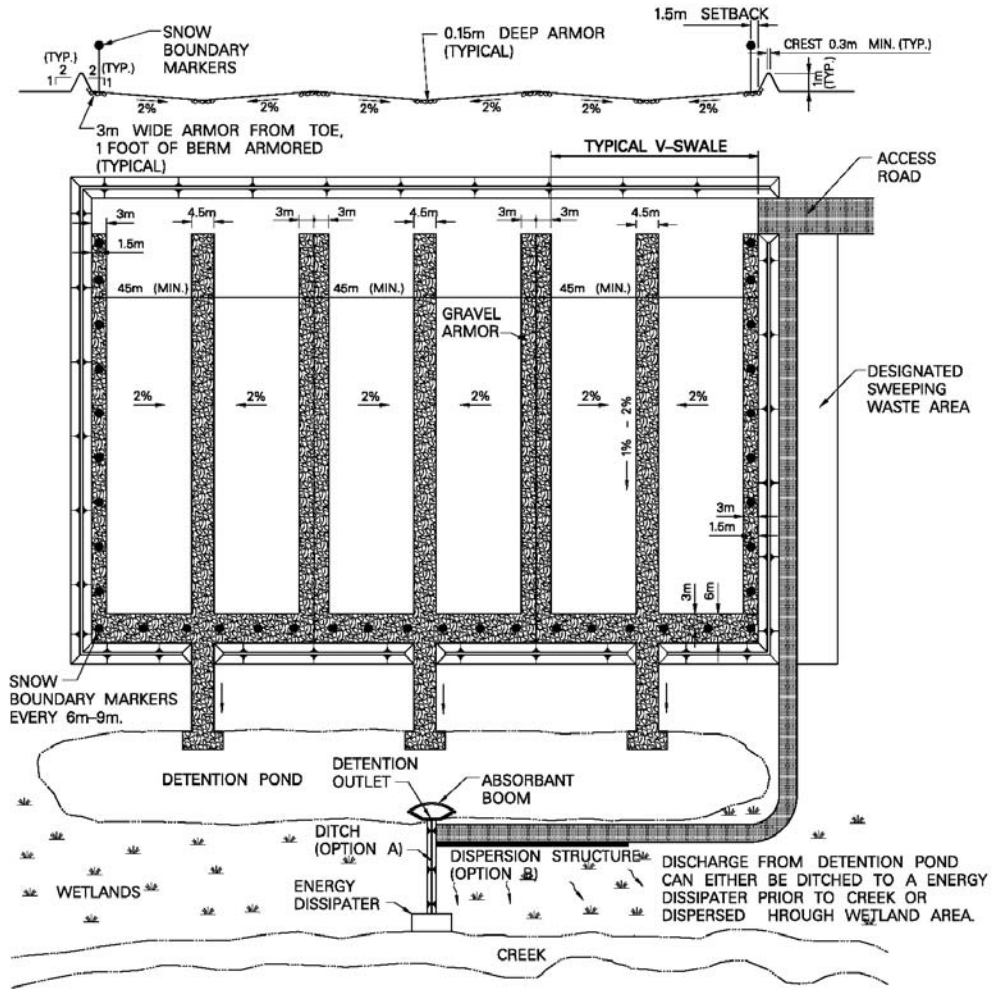 SNOW
BOUNDARY
MARKERS
0.15m DEEP ARMOR
(TYPICAL)
1.5m SETBACK
CREST 0.3m MIN. (TYP.)
(TYP.)
2
1
2
(TYP.)
1
1m
(TYP.)
2%
2%
2%
2%
2%
2%
3m WIDE ARMOR FROM TOE,
1 FOOT OF BERM ARMORED
(TYPICAL)
TYPICAL V-SWALE
ACCESS
ROAD
3m
4.5m
3m
3m
4.5m
3m
3m
4.5m
1.5m
45m (MIN.)
45m (MIN.)
45m (MIN.)
GRAVEL
ARMOR
DESIGNATED
SWEEPING
WASTE AREA
2%
2%
2%
2%
2%
2%
1% - 2%
3m
1.5m
3m
6m
SNOW
BOUNDARY MARKERS
EVERY 6m-9m.
DETENTION POND
DETENTION
OUTLET
ABSORBANT
BOOM
DITCH
(OPTION A)
DISPERSION STRUCTURE
(OPTION B)
DISCHARGE FROM DETENTION POND
CAN EITHER BE DITCHED TO A ENERGY
DISSIPATER PRIOR TO CREEK OR
DISPERSED HROUGH WETLAND AREA.
WETLANDS
ENERGY
DISSIPATER
CREEK